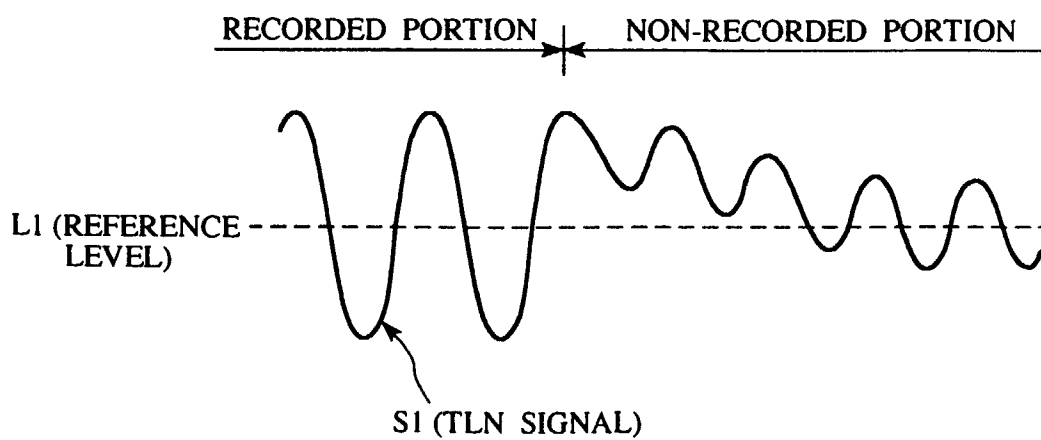 RECORDED PORTION
NON-RECORDED PORTION
L1 (REFERENCE
LEVEL)
S1 (TLN SIGNAL)